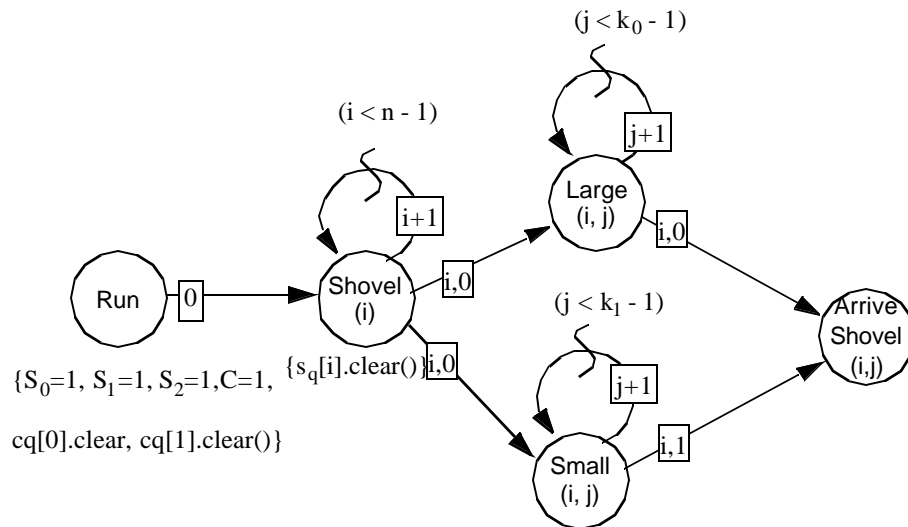 (j < k₀ - 1)
(i < n - 1)
j+1
Large
(i, j)
i+1
i,0
Run
0
Shovel
(i)
i,0
(j < k₁ - 1)
Arrive
Shovel
(i,j)
{S₀=1, S₁=1, S₂=1,C=1,
cq[0].clear, cq[1].clear()}
{s_q[i].clear()}
i,0
j+1
Small
(i, j)
i,1